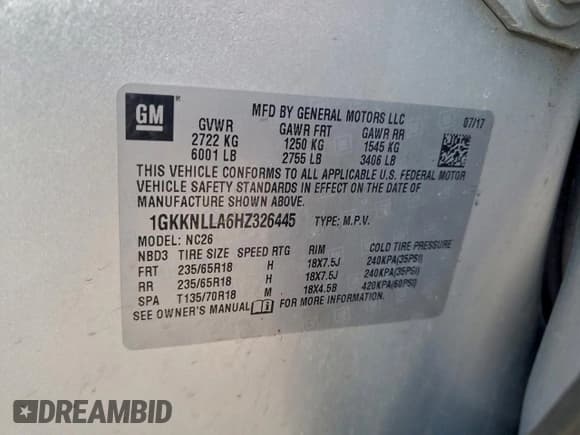 GM
MFD BY GENERAL MOTORS LLC 07/17
GVWR GAWR FRT GAWR RR
2722 KG 1250 KG 1545 KG
6001 LB 2755 LB 3406 LB
THIS VEHICLE CONFORMS TO ALL APPLICABLE U.S. FEDERAL MOTOR
VEHICLE SAFETY STANDARDS IN EFFECT ON THE DATE OF
MANUFACTURE SHOWN ABOVE.
1GKKNLLA6HZ326445 TYPE: M.P.V.
MODEL: NC26
NBD3 TIRE SIZE SPEED RTG RIM COLD TIRE PRESSURE
FRT 235/65R18 H 18X7.5J 240KPA(35PSI)
RR 235/65R18 H 18X7.5J 240KPA(35PSI)
SPA T135/70R18 M 18X4.5B 420KPA(60PSI)
SEE OWNER'S MANUAL FOR MORE INFORMATION.
DREAMBID